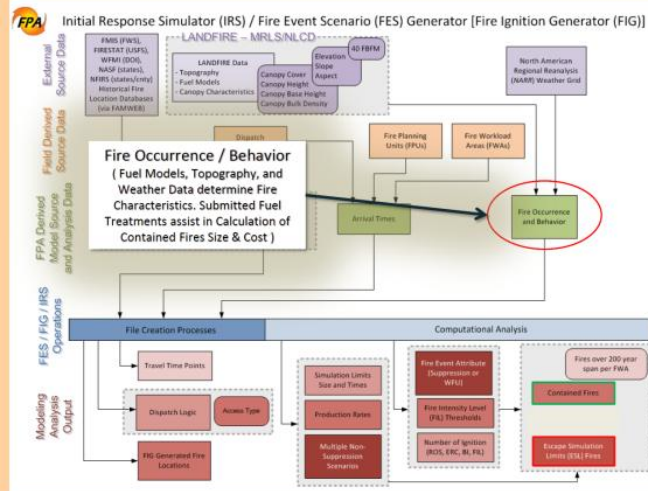 FPA
Initial Response Simulator (IRS) / Fire Event Scenario (FES) Generator [Fire Ignition Generator (FIG)]
External
Source Data
FMIS (FWS),
FIRESTAT (USFS),
WFMI (DOI),
NASF (states),
NFIRS (states/cnty)
Historical Fire
Location Databases
(via FAMWEB)
LANDFIRE – MRLS/NLCD
LANDFIRE Data
- Topography
- Fuel Models
- Canopy Characteristics
Canopy Cover
Canopy Height
Canopy Base Height
Canopy Bulk Density
Elevation
Slope
Aspect
40 FBFM
North American
Regional Reanalysis
(NARR) Weather Grid
Field Derived
Source Data
Dispatch
Fire Planning
Units (FPUs)
Fire Workload
Areas (FWAs)
Fire Occurrence / Behavior
( Fuel Models, Topography, and
Weather Data determine Fire
Characteristics. Submitted Fuel
Treatments assist in Calculation of
Contained Fires Size & Cost )
FPA Derived
Model Source
and Analysis Data
Arrival Times
Fire Occurrence
and Behavior
FES / FIG / IRS
Operations
File Creation Processes
Computational Analysis
Modeling
Analysis
Output
Travel Time Points
Dispatch Logic
Access Type
FIG Generated Fire
Locations
Simulation Limits
Size and Times
Production Rates
Multiple Non-
Suppression
Scenarios
Fire Event Attribute
(Suppression or
WFU)
Fire Intensity Level
(FIL) Thresholds
Number of Ignition
(ROS, ERC, BI, FIL)
Fires over 200 year
span per FWA
Contained Fires
Escape Simulation
Limits (ESL) Fires